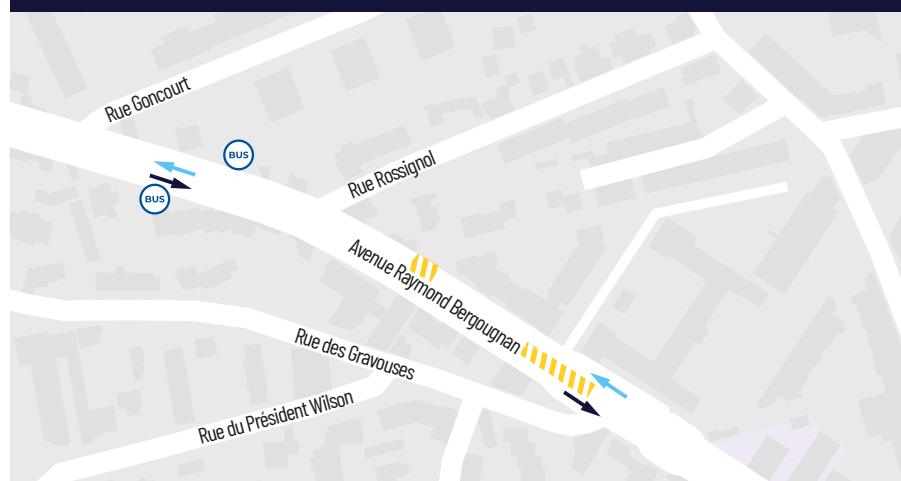 Rue Goncourt
BUS
Rue Rossignol
BUS
Avenue Raymond Bergougnan
Rue des Gravouses
Rue du Président Wilson